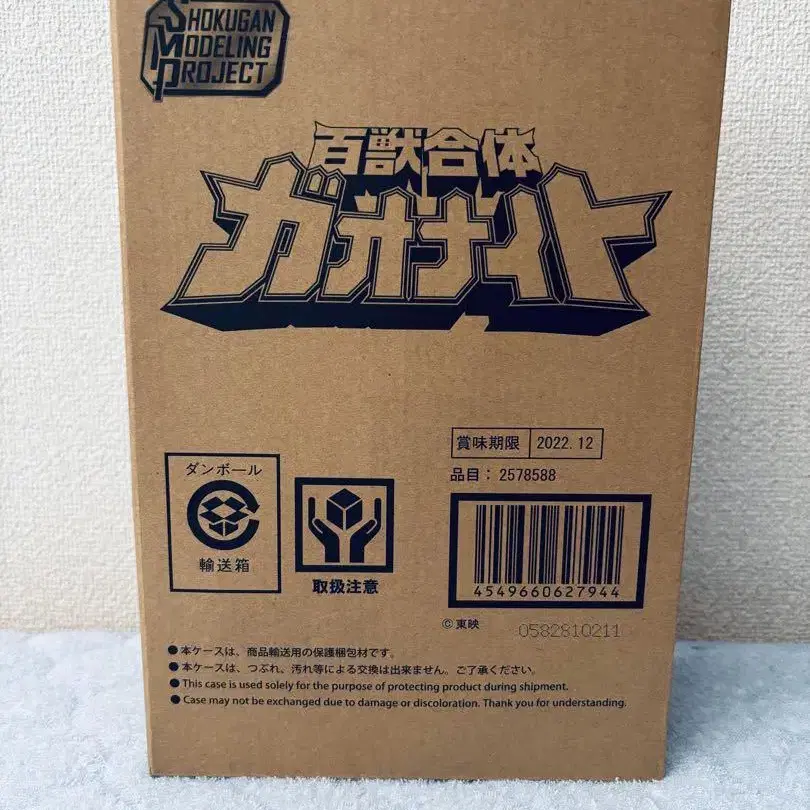 SHOKUGAN
MODELING
PROJECT
SMP
百獣合体
ガオナイト
賞味期限 2022.12
品目：2578588
ダンボール
輸送箱
取扱注意
4549660627944
©東映 0582810211
●本ケースは、商品輸送用の保護梱包材です。
●本ケースは、つぶれ、汚れ等による交換は出来ません。ご了承ください。
●This case is used solely for the purpose of protecting product during shipment.
●Case may not be exchanged due to damage or discoloration. Thank you for understanding.